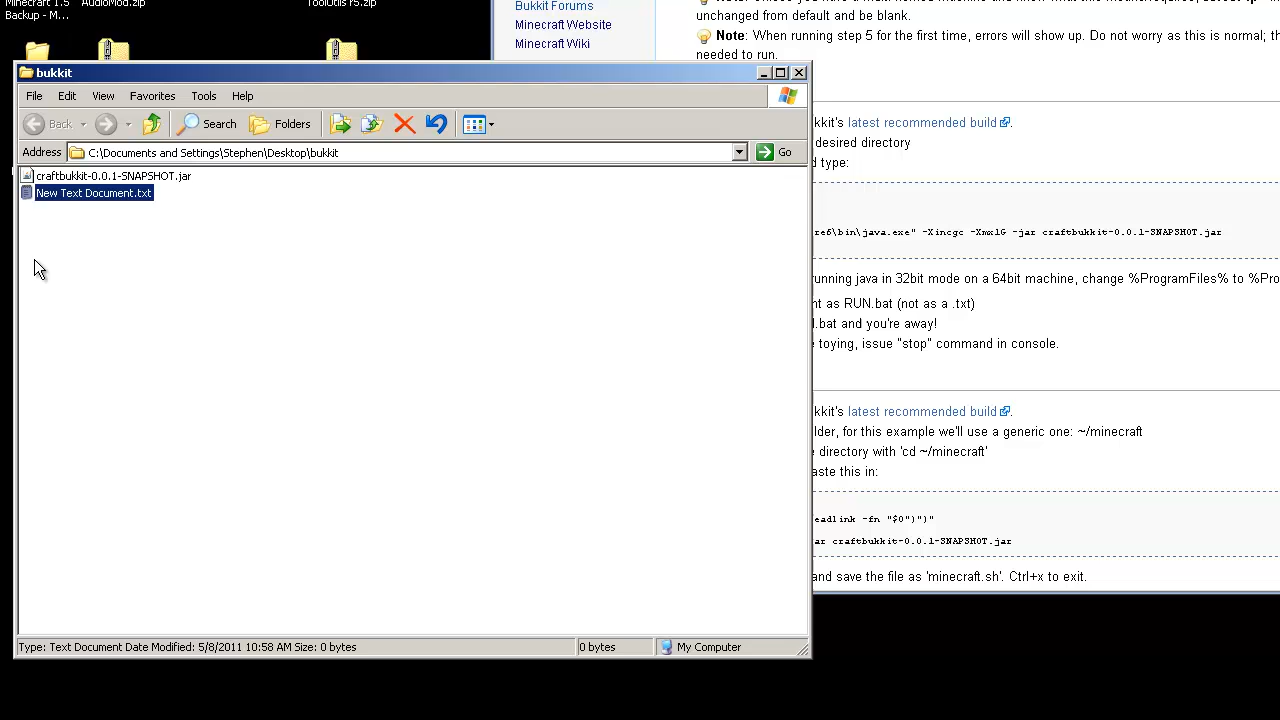 Minecraft 1.5
Backup - M...
AudioMod.zip
ToolUtils r5.zip
Bukkit Forums
Minecraft Website
Minecraft Wiki
unchanged from default and be blank.
Note: When running step 5 for the first time, errors will show up. Do not worry as this is normal; th
needed to run.
bukkit
File Edit View Favorites Tools Help
Back Search Folders
Address C:\Documents and Settings\Stephen\Desktop\bukkit Go
craftbukkit-0.0.1-SNAPSHOT.jar
New Text Document.txt
kkit's latest recommended build.
desired directory
d type:
re6\bin\java.exe" -Xincgc -Xmx1G -jar craftbukkit-0.0.1-SNAPSHOT.jar
running java in 32bit mode on a 64bit machine, change %ProgramFiles% to %Pro
nt as RUN.bat (not as a .txt)
.bat and you're away!
e toying, issue "stop" command in console.
kkit's latest recommended build.
lder, for this example we'll use a generic one: ~/minecraft
e directory with 'cd ~/minecraft'
aste this in:
eadlink -fn "$0")")"
ar craftbukkit-0.0.1-SNAPSHOT.jar
and save the file as 'minecraft.sh'. Ctrl+x to exit.
Type: Text Document Date Modified: 5/8/2011 10:58 AM Size: 0 bytes 0 bytes My Computer